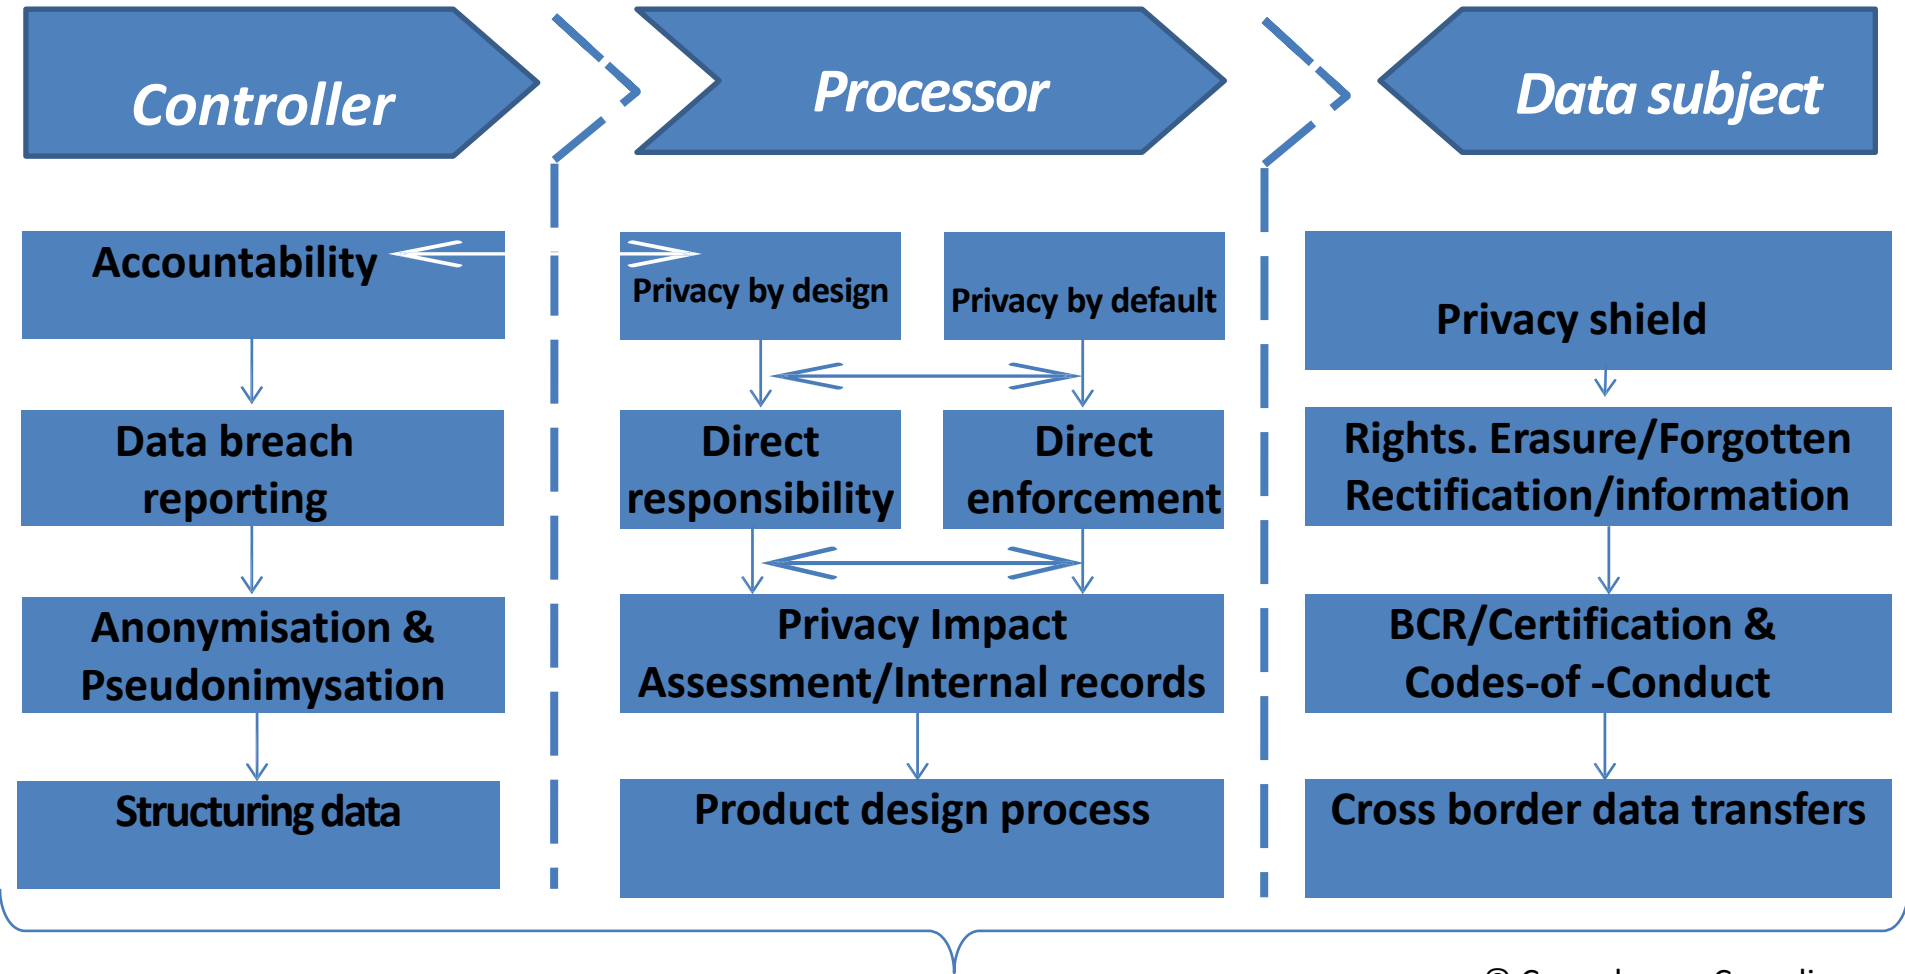 Controller
Processor
Data subject
Accountability
Data breach
reporting
Anonymisation &
Pseudonimysation
Structuring data
Privacy by design
Privacy by default
Direct
responsibility
Direct
enforcement
Privacy Impact
Assessment/Internal records
Product design process
Privacy shield
Rights. Erasure/Forgotten
Rectification/information
BCR/Certification &
Codes-of -Conduct
Cross border data transfers
©